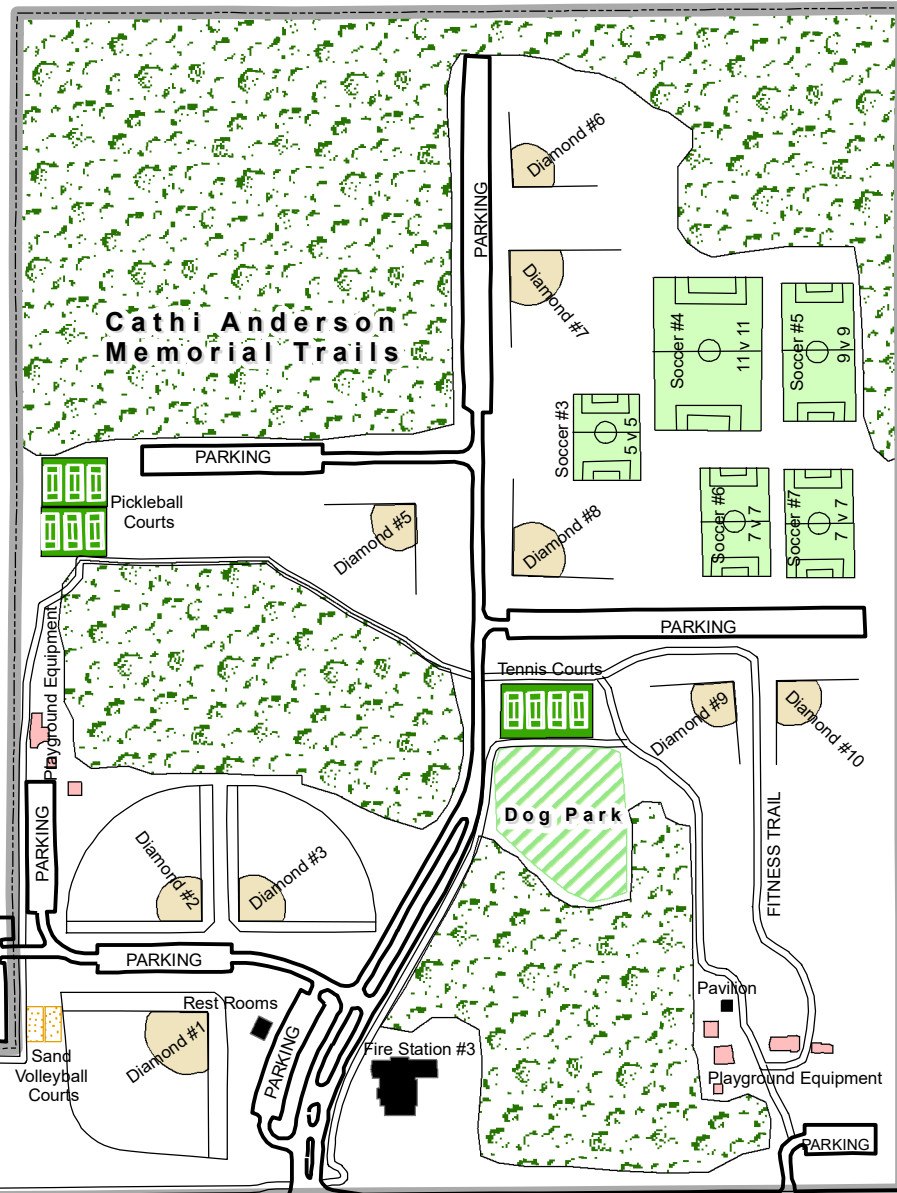 Diamond #6
PARKING
Diamond #7
Cathi Anderson
Memorial Trails
Soccer #4
11 v 11
Soccer #5
9 v 9
Soccer #3
5 v 5
PARKING
Pickleball
Courts
Diamond #5
Diamond #8
Soccer #6
7 v 7
Soccer #7
7 v 7
Playground Equipment
PARKING
Tennis Courts
Diamond #9
Diamond #10
Dog Park
PARKING
Diamond #2
Diamond #3
FITNESS TRAIL
PARKING
Rest Rooms
Pavilion
Diamond #1
PARKING
Fire Station #3
Sand
Volleyball
Courts
Playground Equipment
PARKING